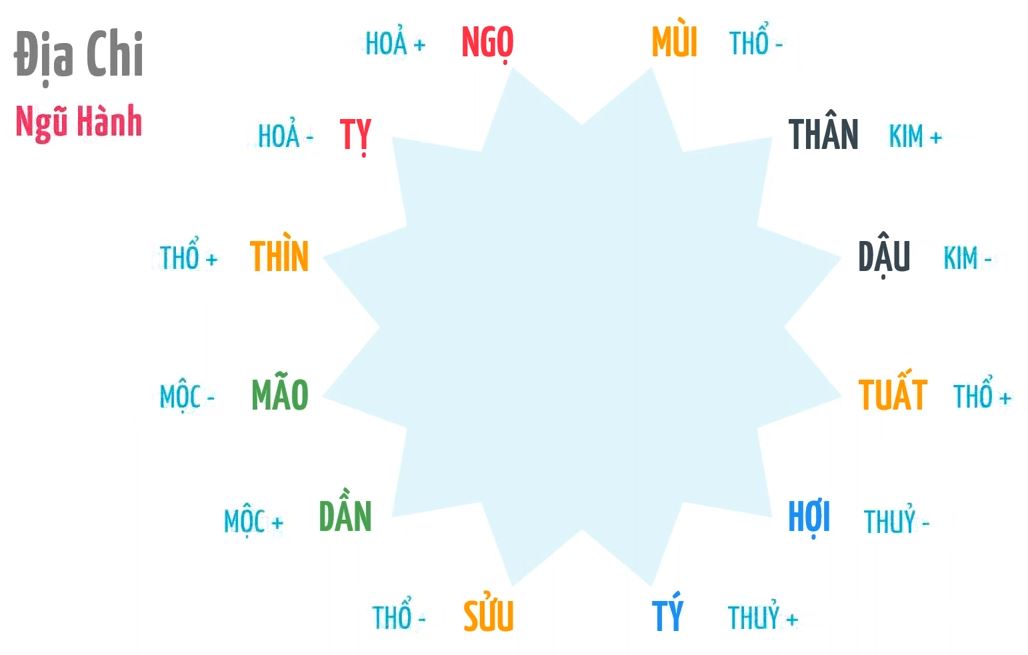 Địa Chi
Ngũ Hành
HOẢ + NGỌ
MÙI THỔ -
HOẢ - TỴ
THÂN KIM +
THỔ + THÌN
DẬU KIM -
MỘC - MÃO
TUẤT THỔ +
MỘC + DẦN
HỢI THUỶ -
THỔ - SỬU
TÝ THUỶ +